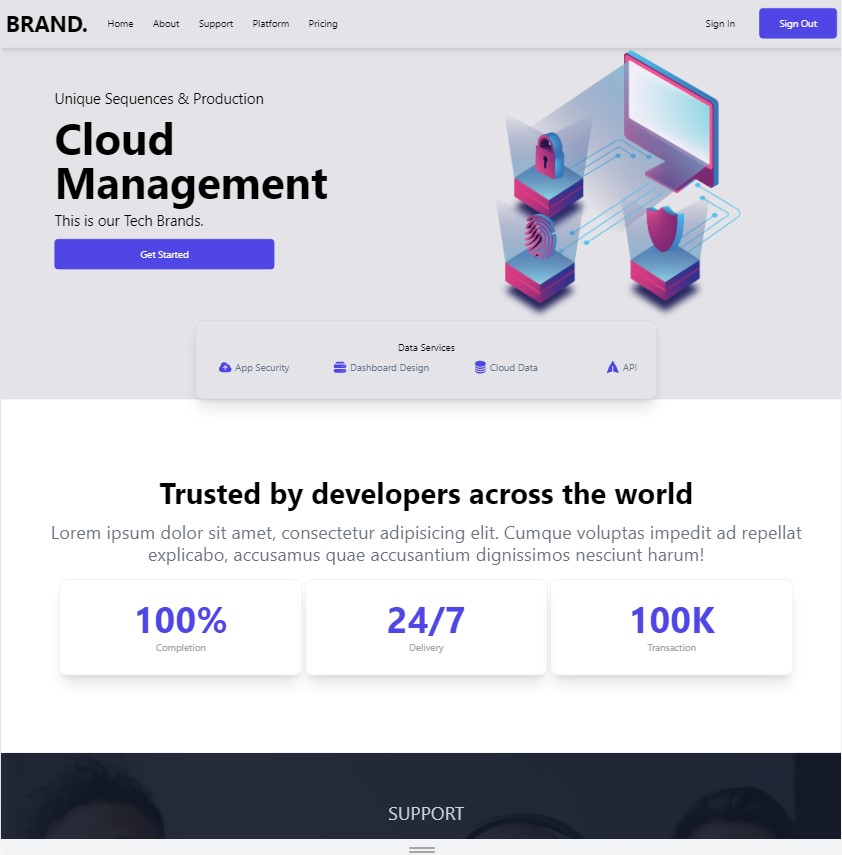 BRAND. Home About Support Platform Pricing Sign In Sign Out
Unique Sequences & Production
Cloud
Management
This is our Tech Brands.
Get Started
Data Services
App Security Dashboard Design Cloud Data API
Trusted by developers across the world
Lorem ipsum dolor sit amet, consectetur adipisicing elit. Cumque voluptas impedit ad repellat
explicabo, accusamus quae accusantium dignissimos nesciunt harum!
100% 24/7 100K
Completion Delivery Transaction
SUPPORT